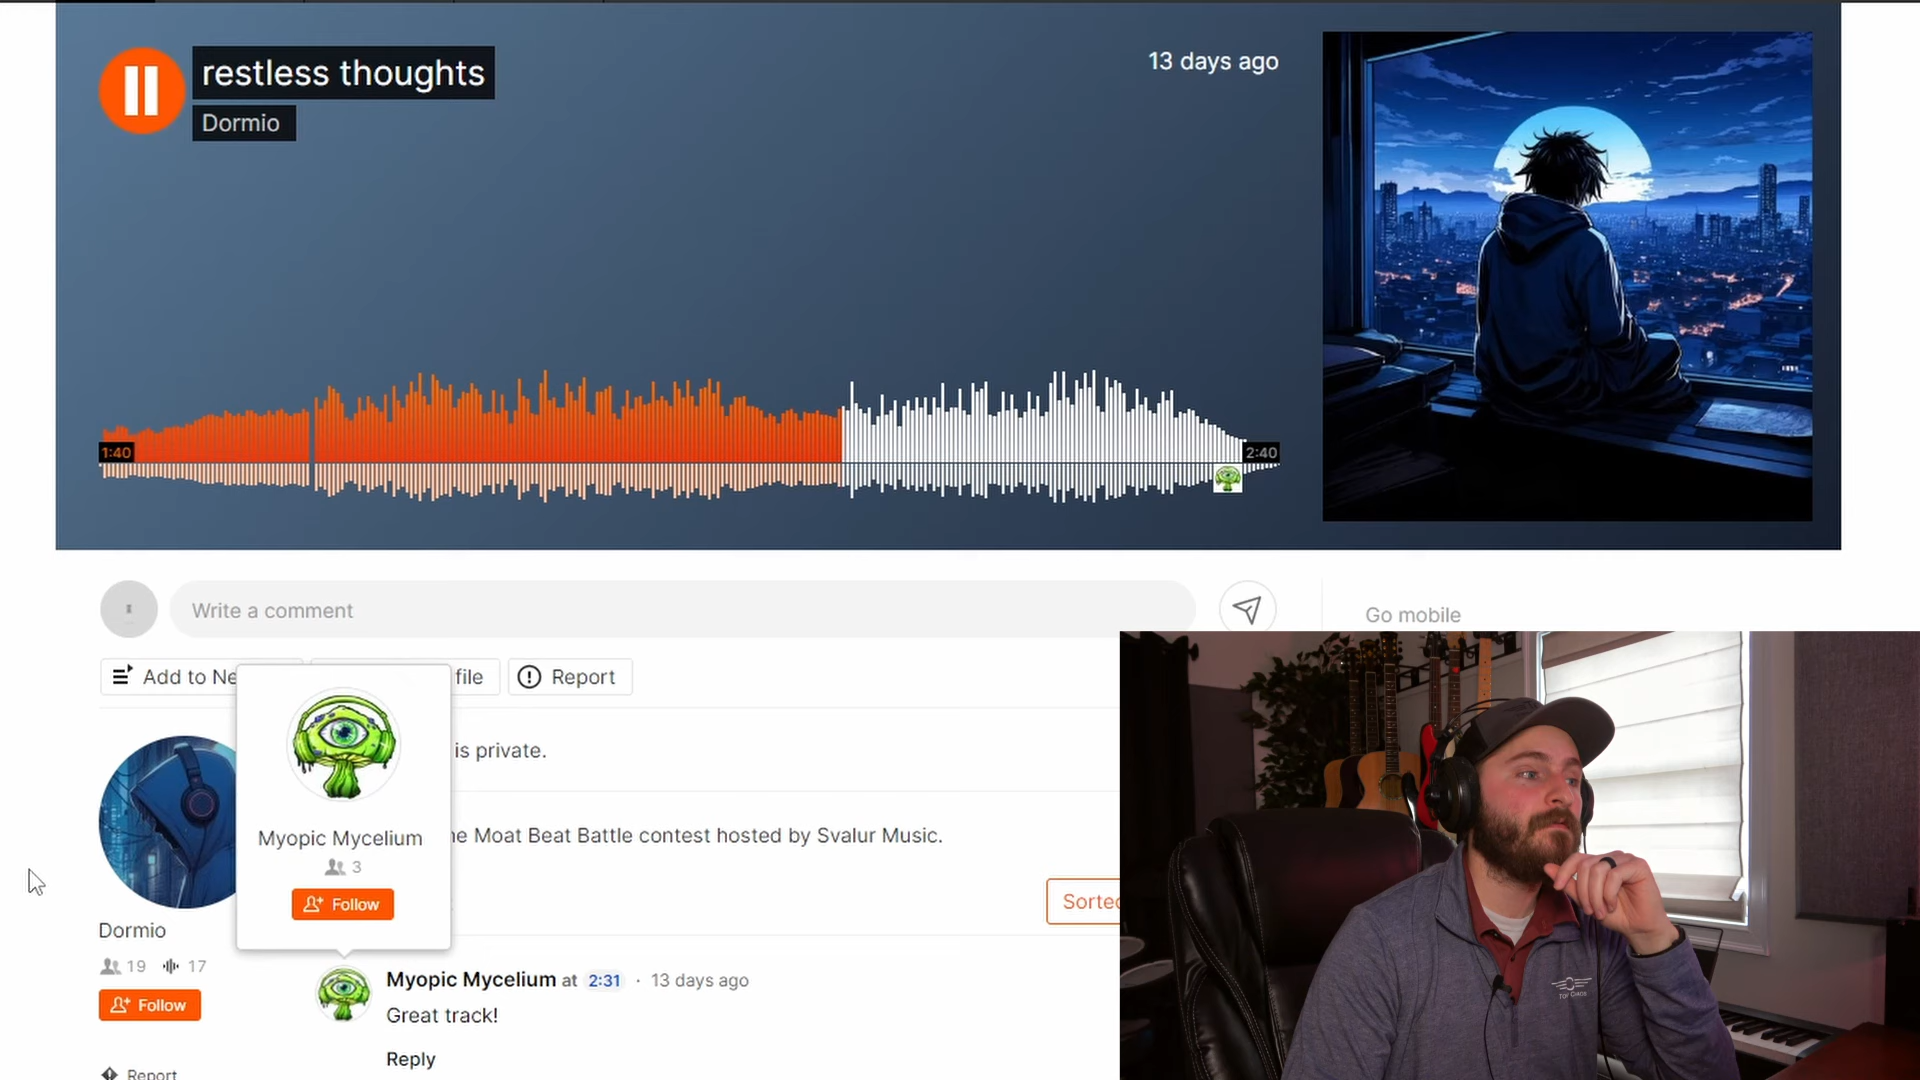 restless thoughts
13 days ago
Dormio
1:40
2:40
Write a comment
Go mobile
Add to Ne
file
Report
is private.
Myopic Mycelium
3
Follow
he Moat Beat Battle contest hosted by Svalur Music.
Sorted
Dormio
19
17
Follow
Myopic Mycelium at 2:31 · 13 days ago
Great track!
Reply
Report